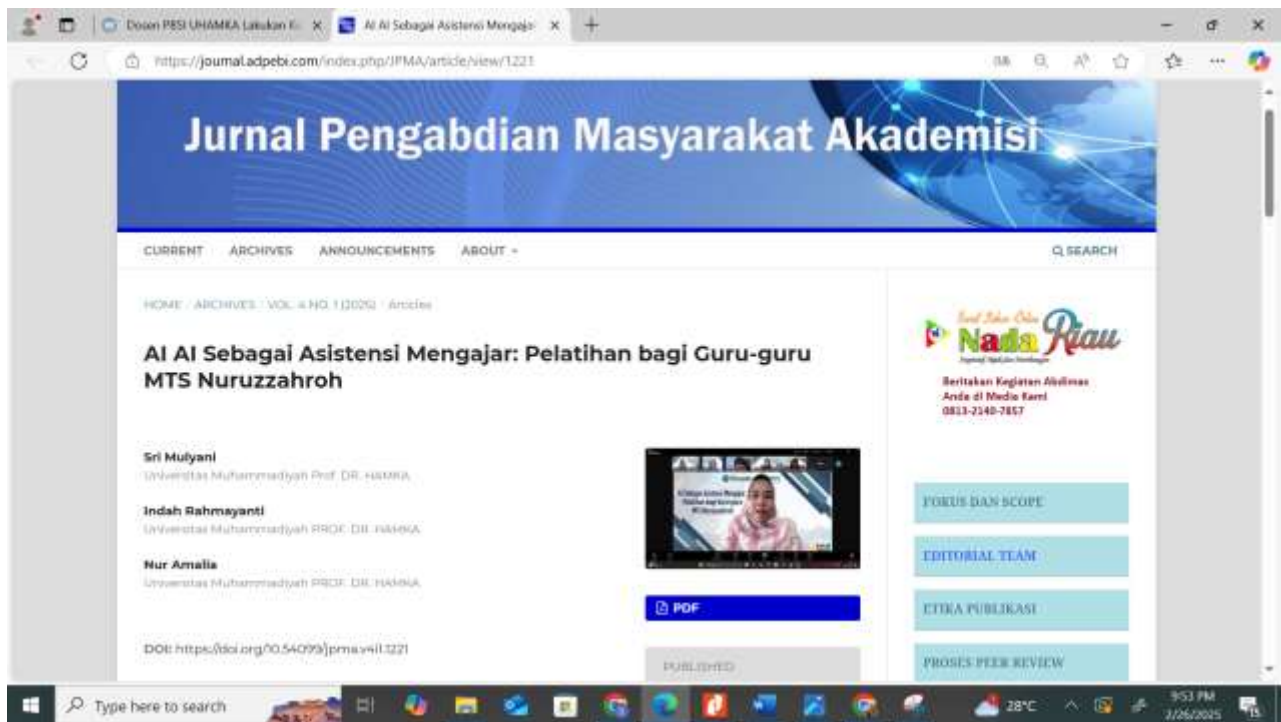 Dosen PBSI UHAMKA Lakukan
AI AI Sebagai Asistensi Mengajar
https://journal.adpebi.com/index.php/JPMA/article/view/1221
Jurnal Pengabdian Masyarakat Akademisi
CURRENT ARCHIVES ANNOUNCEMENTS ABOUT
SEARCH
HOME / ARCHIVES / VOL. 4 NO. 1 (2025) / Articles
AI AI Sebagai Asistensi Mengajar: Pelatihan bagi Guru-guru
MTS Nuruzzahroh
Sri Mulyani
Universitas Muhammadiyah Prof. DR. HAMKA
Indah Rahmayanti
Universitas Muhammadiyah PROF. DR. HAMKA
Nur Amalia
Universitas Muhammadiyah PROF. DR. HAMKA
DOI: https://doi.org/10.54099/jpma.v4i1.1221
PDF
PUBLISHED
Nada Riau
Beritakan Kegiatan Abdimas
Anda di Media Kami
0813-2140-7857
FOKUS DAN SCOPE
EDITORIAL TEAM
ETIKA PUBLIKASI
PROSES PEER REVIEW
Type here to search
28°C
9:53 PM
2/26/2025